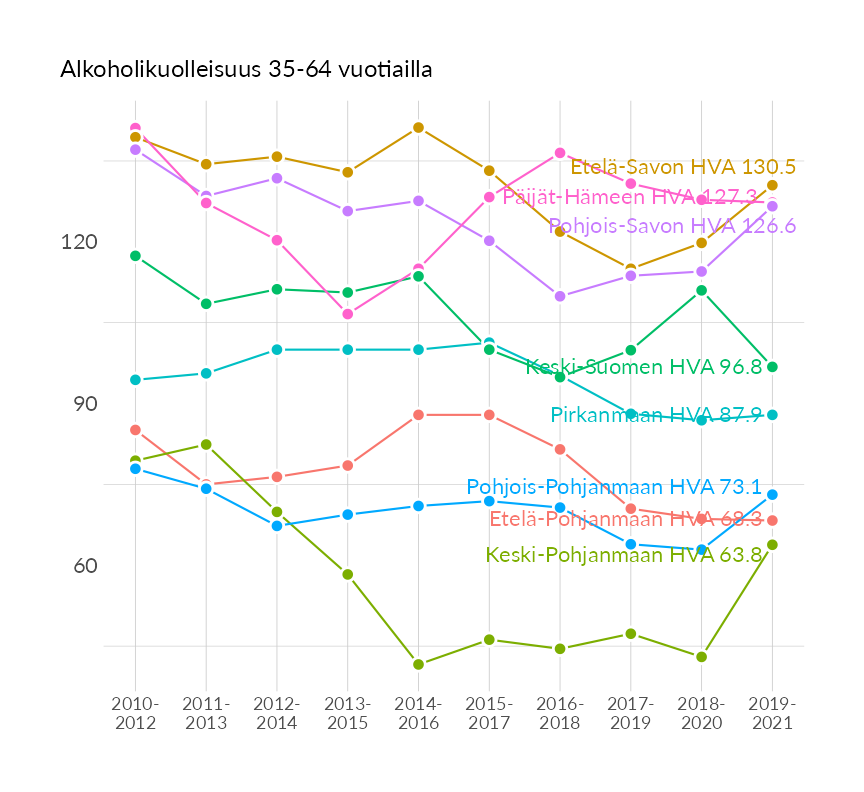 Alkoholikuolleisuus 35-64 vuotiailla
Etelä-Savon HVA 130.5
Päijät-Hämeen HVA 127.3
Pohjois-Savon HVA 126.6
120
Keski-Suomen HVA 96.8
90
Pirkanmaan HVA 87.9
Pohjois-Pohjanmaan HVA 73.1
Etelä-Pohjanmaan HVA 68.3
Keski-Pohjanmaan HVA 63.8
60
2010- 2011- 2012- 2013- 2014- 2015- 2016- 2017- 2018- 2019-
2012 2013 2014 2015 2016 2017 2018 2019 2020 2021